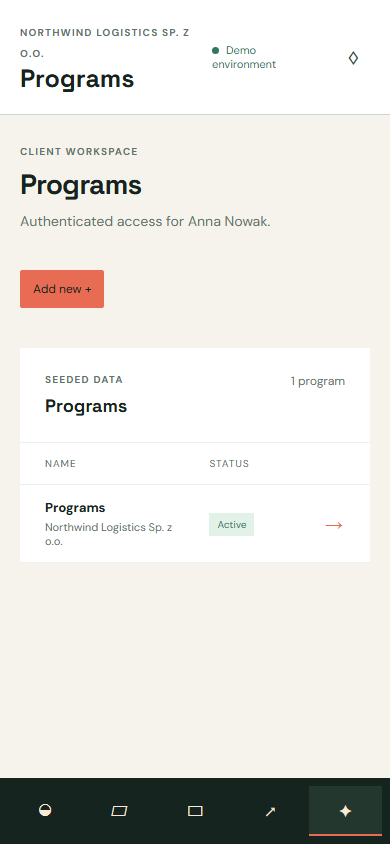 NORTHWIND LOGISTICS SP. Z
O.O.
Programs
Demo
environment
CLIENT WORKSPACE
Programs
Authenticated access for Anna Nowak.
Add new +
SEEDED DATA
1 program
Programs
NAME STATUS
Programs
Northwind Logistics Sp. z
o.o.
Active →